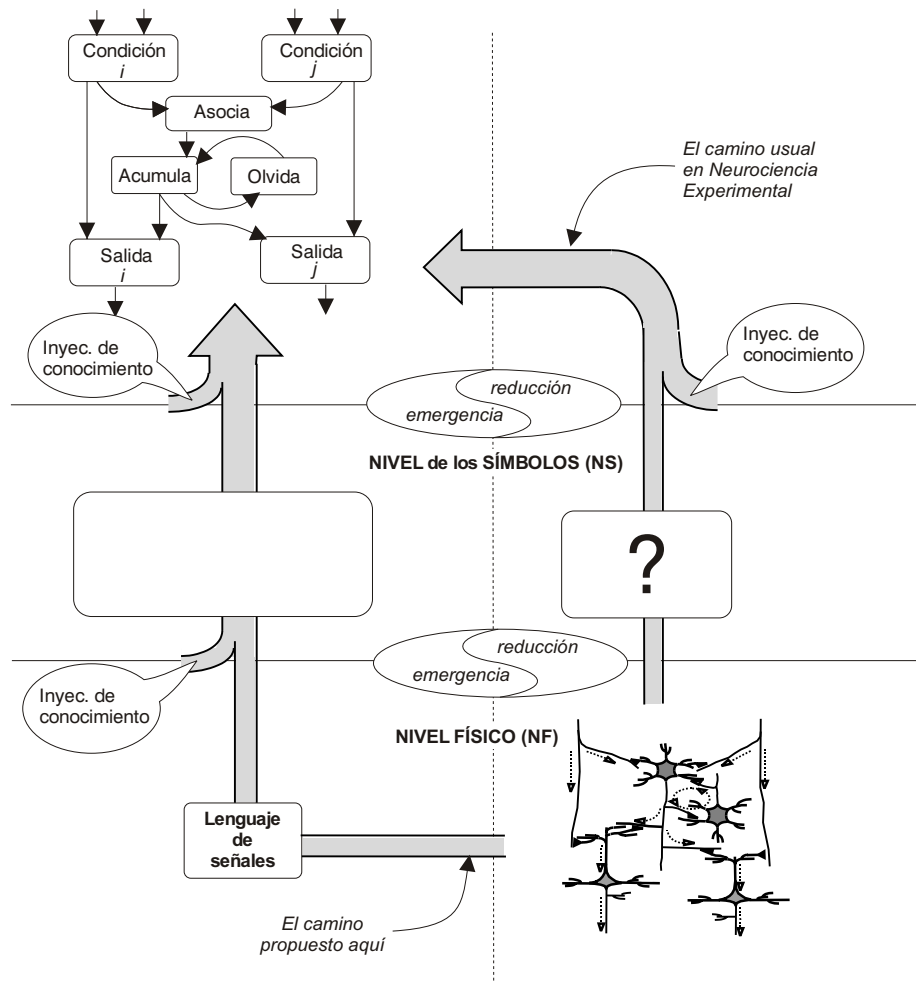 Condición
i
Condición
j
Asocia
Acumula
Olvida
Salida
i
Salida
j
El camino usual
en Neurociencia
Experimental
Inyec. de
conocimiento
Inyec. de
conocimiento
reducción
emergencia
NIVEL de los SÍMBOLOS (NS)
?
reducción
emergencia
Inyec. de
conocimiento
NIVEL FÍSICO (NF)
Lenguaje
de
señales
El camino
propuesto aquí